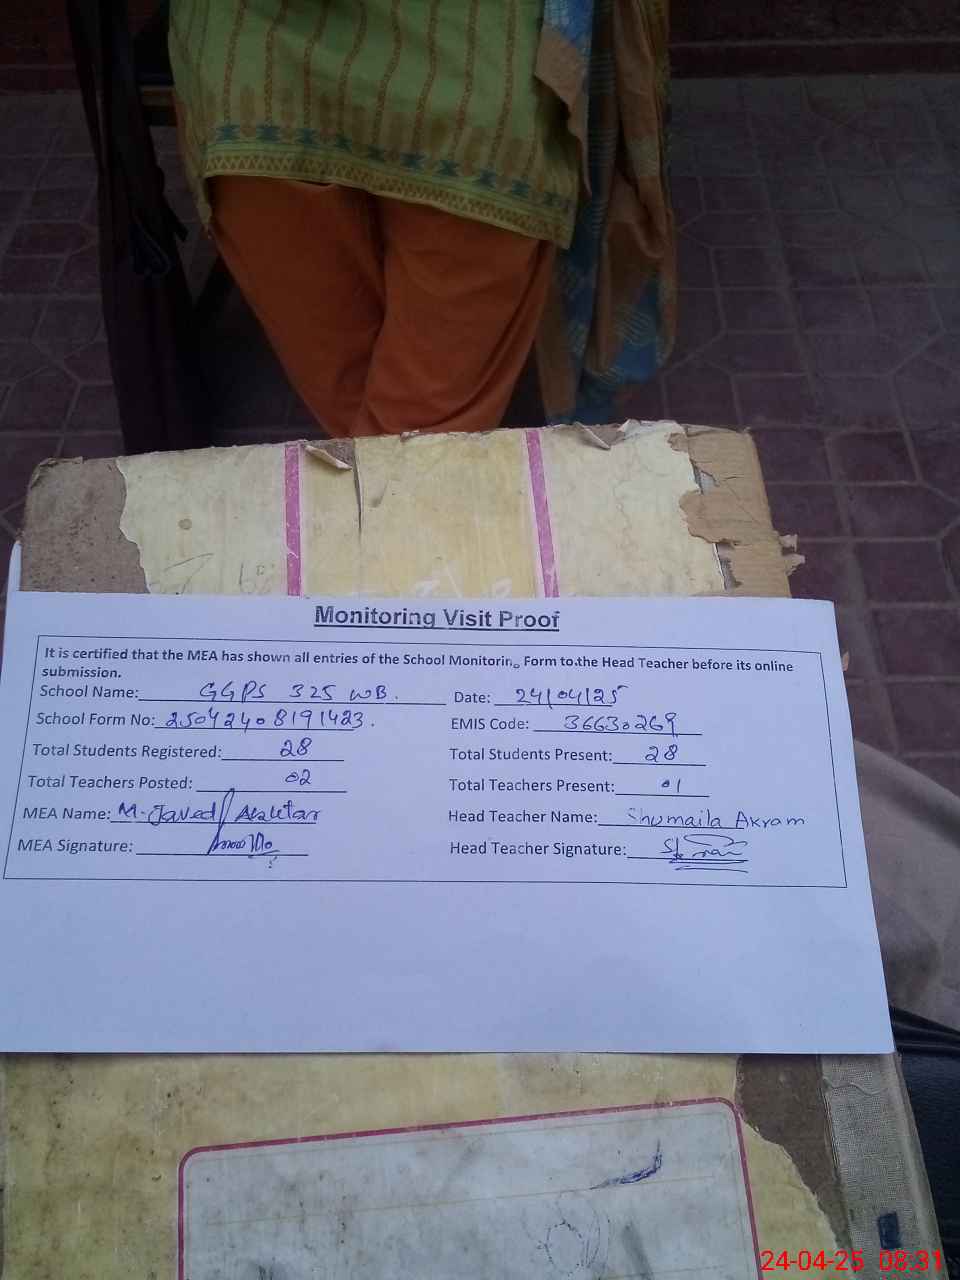 Monitoring Visit Proof
It is certified that the MEA has shown all entries of the School Monitoring Form to the Head Teacher before its online
submission.
School Name: GGPS 325 WB. Date: 24/04/25
School Form No: 25042408191423. EMIS Code: 36630269
Total Students Registered: 28 Total Students Present: 28
Total Teachers Posted: 02 Total Teachers Present: 01
MEA Name: M. Javed Akhtar Head Teacher Name: Shumaila Akram
MEA Signature: Head Teacher Signature:
24-04-25 08:31